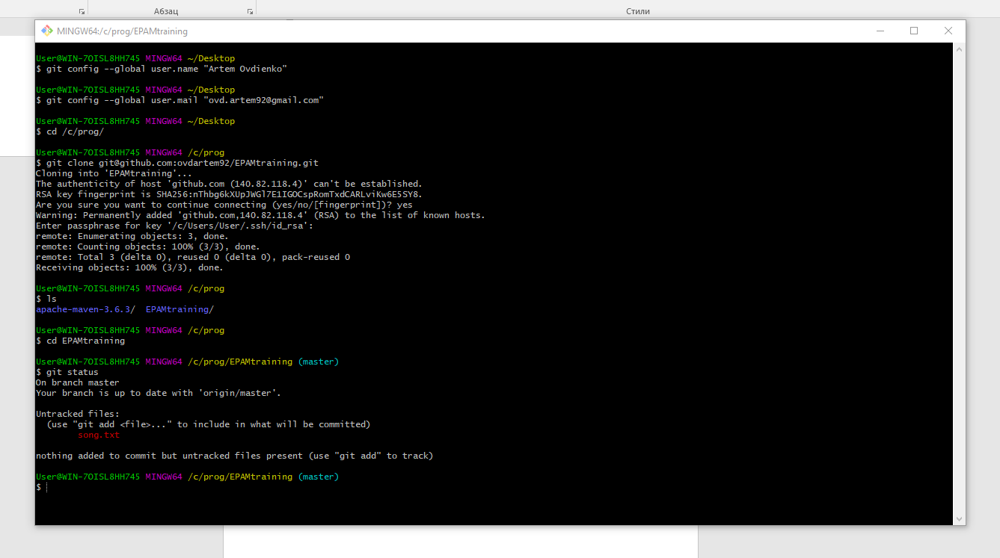 Абзац
Стили
MINGW64:/c/prog/EPAMtraining
User@WIN-7OISL8HH745 MINGW64 ~/Desktop
$ git config --global user.name "Artem Ovdienko"
User@WIN-7OISL8HH745 MINGW64 ~/Desktop
$ git config --global user.mail "ovd.artem92@gmail.com"
User@WIN-7OISL8HH745 MINGW64 ~/Desktop
$ cd /c/prog/
User@WIN-7OISL8HH745 MINGW64 /c/prog
$ git clone git@github.com:ovdartem92/EPAMtraining.git
Cloning into 'EPAMtraining'...
The authenticity of host 'github.com (140.82.118.4)' can't be established.
RSA key fingerprint is SHA256:nThbg6kXUpJWGl7E1IGOCspRomTxdCARLviKw6E5SY8.
Are you sure you want to continue connecting (yes/no/[fingerprint])? yes
Warning: Permanently added 'github.com,140.82.118.4' (RSA) to the list of known hosts.
Enter passphrase for key '/c/Users/User/.ssh/id_rsa':
remote: Enumerating objects: 3, done.
remote: Counting objects: 100% (3/3), done.
remote: Total 3 (delta 0), reused 0 (delta 0), pack-reused 0
Receiving objects: 100% (3/3), done.
User@WIN-7OISL8HH745 MINGW64 /c/prog
$ ls
apache-maven-3.6.3/  EPAMtraining/
User@WIN-7OISL8HH745 MINGW64 /c/prog
$ cd EPAMtraining
User@WIN-7OISL8HH745 MINGW64 /c/prog/EPAMtraining (master)
$ git status
On branch master
Your branch is up to date with 'origin/master'.
Untracked files:
(use "git add <file>..." to include in what will be committed)
song.txt
nothing added to commit but untracked files present (use "git add" to track)
User@WIN-7OISL8HH745 MINGW64 /c/prog/EPAMtraining (master)
$